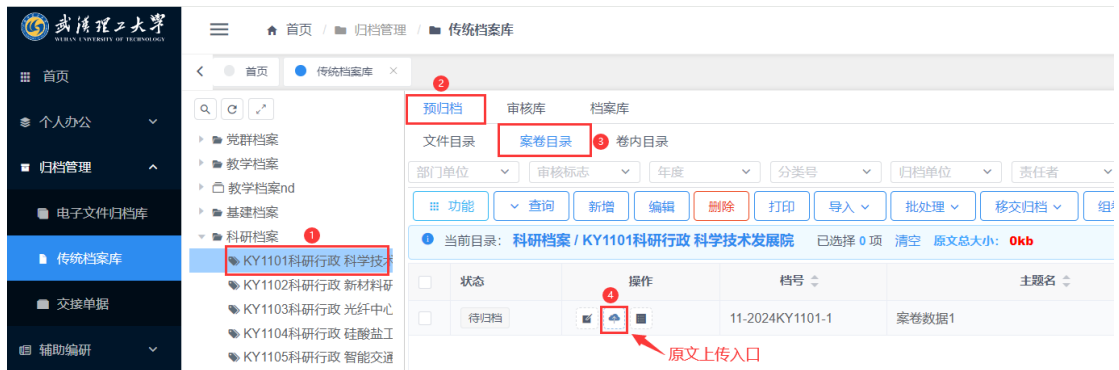 武汉理工大学
WUHAN UNIVERSITY OF TECHNOLOGY
首页 / 归档管理 / 传统档案库
首页
个人办公
归档管理
电子文件归档库
传统档案库
交接单据
辅助编研
首页 传统档案库 ×
党群档案
教学档案
教学档案nd
基建档案
科研档案 1
KY1101科研行政 科学技术
KY1102科研行政 新材料研
KY1103科研行政 光纤中心
KY1104科研行政 硅酸盐工
KY1105科研行政 智能交通
2
预归档 审核库 档案库
文件目录 案卷目录 3 卷内目录
部门单位 审核标志 年度 分类号 归档单位 责任者
功能 查询 新增 编辑 删除 打印 导入 批处理 移交归档 组卷
当前目录: 科研档案 / KY1101科研行政 科学技术发展院 已选择 0 项 清空 原文总大小: 0kb
状态 操作 档号 主题名
4
待归档 11-2024KY1101-1 案卷数据1
原文上传入口